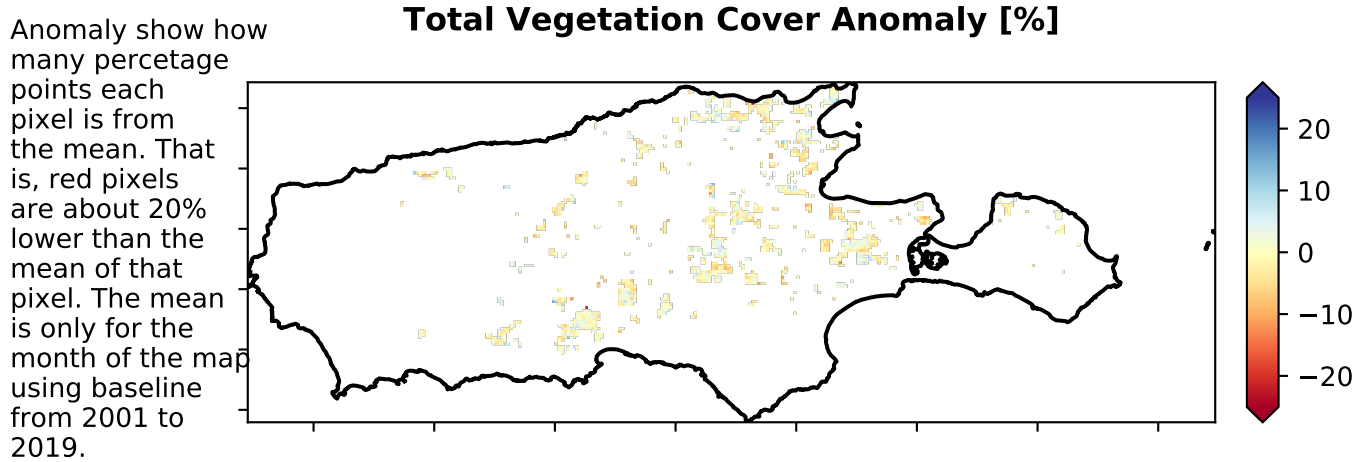 Total Vegetation Cover Anomaly [%]
Anomaly show how
many percetage
points each
pixel is from
the mean. That
is, red pixels
are about 20%
lower than the
mean of that
pixel. The mean
is only for the
month of the map
using baseline
from 2001 to
2019.
20
10
0
−10
−20